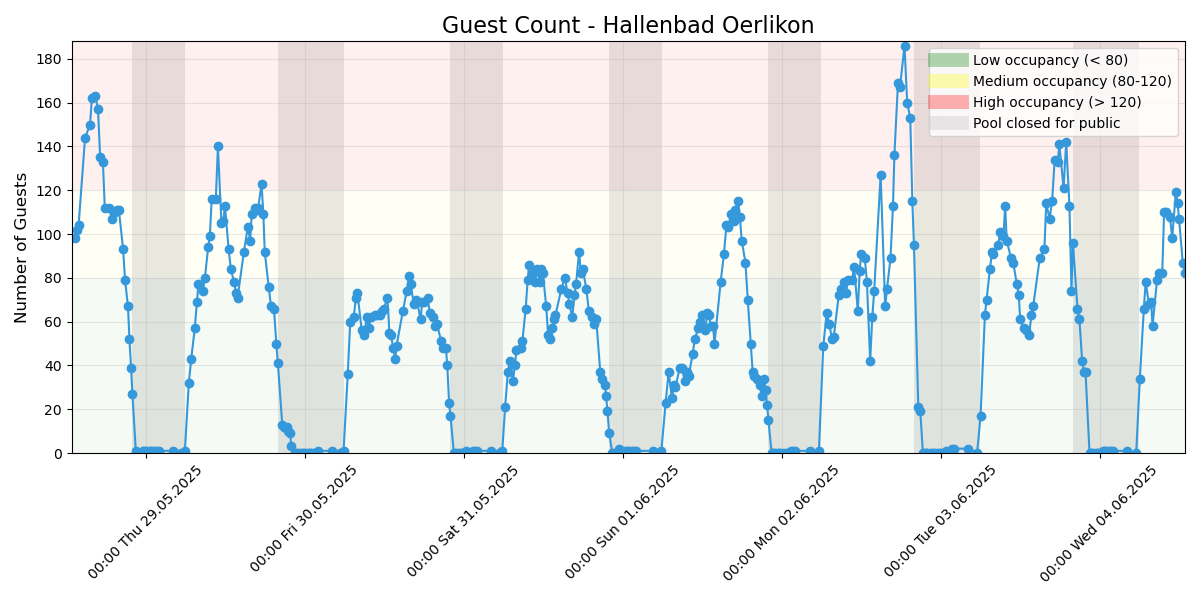 Guest Count - Hallenbad Oerlikon
Number of Guests
180
160
140
120
100
80
60
40
20
0
Low occupancy (< 80)
Medium occupancy (80-120)
High occupancy (> 120)
Pool closed for public
00:00 Thu 29.05.2025
00:00 Fri 30.05.2025
00:00 Sat 31.05.2025
00:00 Sun 01.06.2025
00:00 Mon 02.06.2025
00:00 Tue 03.06.2025
00:00 Wed 04.06.2025